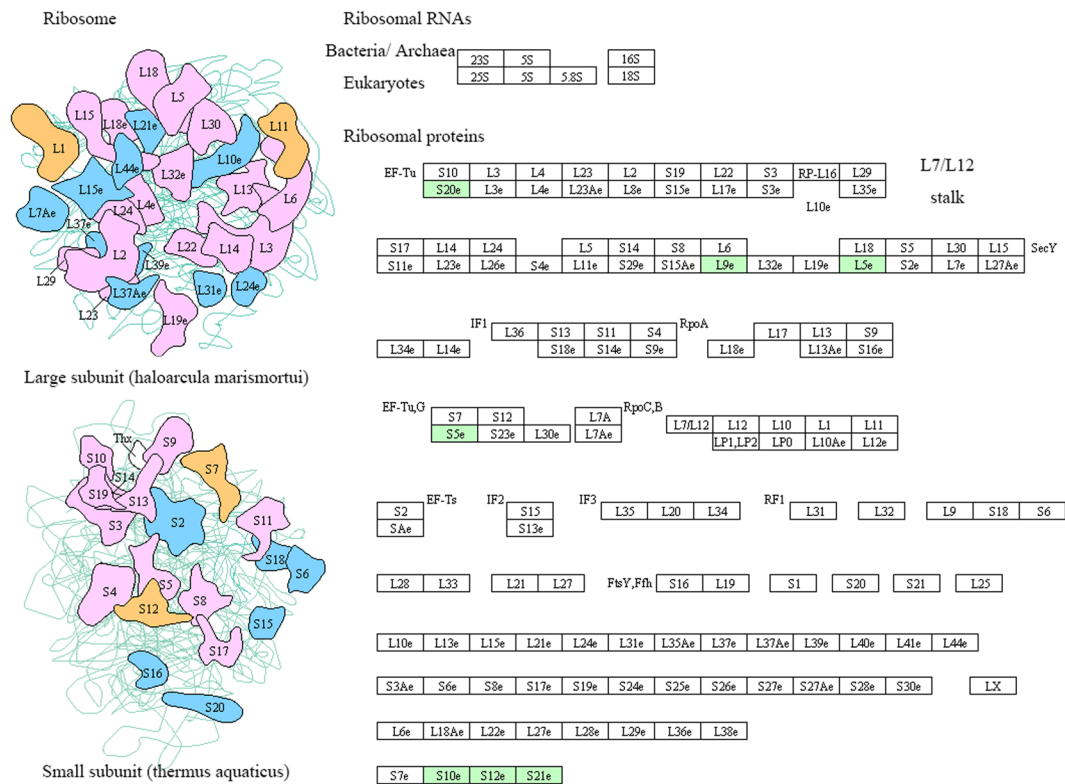 Ribosome
L18
L5
L15
L18e
L21e
L30
L11
L1
L44e
L10e
L32e
L15e
L13
L6
L7Ae
L24
L4e
L37e
L22
L14
L3
L2
L39e
L29
L37Ae
L31e
L24e
L23
L19e
Large subunit (haloarcula marismortui)
Thx
S9
S10
S14
S7
S19
S13
S3
S2
S11
S18
S6
S4
S5
S12
S8
S15
S17
S16
S20
Small subunit (thermus aquaticus)
Ribosomal RNAs
Bacteria/ Archaea 23S 5S 16S
Eukaryotes 25S 5S 5.8S 18S
Ribosomal proteins
EF-Tu S10 L3 L4 L23 L2 S19 L22 S3 RP-L16 L29
S20e L3e L4e L23Ae L8e S15e L17e S3e L35e
L10e
L7/L12
stalk
S17 L14 L24 L5 S14 S8 L6 L18 S5 L30 L15 SecY
S11e L23e L26e S4e L11e S29e S15Ae L9e L32e L19e L5e S2e L7e L27Ae
IF1 L36 S13 S11 S4 RpoA L17 L13 S9
L34e L14e S18e S14e S9e L18e L13Ae S16e
EF-Tu,G S7 S12 L7A RpoC,B L7/L12 L12 L10 L1 L11
S5e S23e L30e L7Ae LP1,LP2 LP0 L10Ae L12e
S2 EF-Ts IF2 S15 IF3 L35 L20 L34 RF1 L31 L32 L9 S18 S6
SAe S13e
L28 L33 L21 L27 FtsY,Ffh S16 L19 S1 S20 S21 L25
L10e L13e L15e L21e L24e L31e L35Ae L37e L37Ae L39e L40e L41e L44e
S3Ae S6e S8e S17e S19e S24e S25e S26e S27e S27Ae S28e S30e LX
L6e L18Ae L22e L27e L28e L29e L36e L38e
S7e S10e S12e S21e